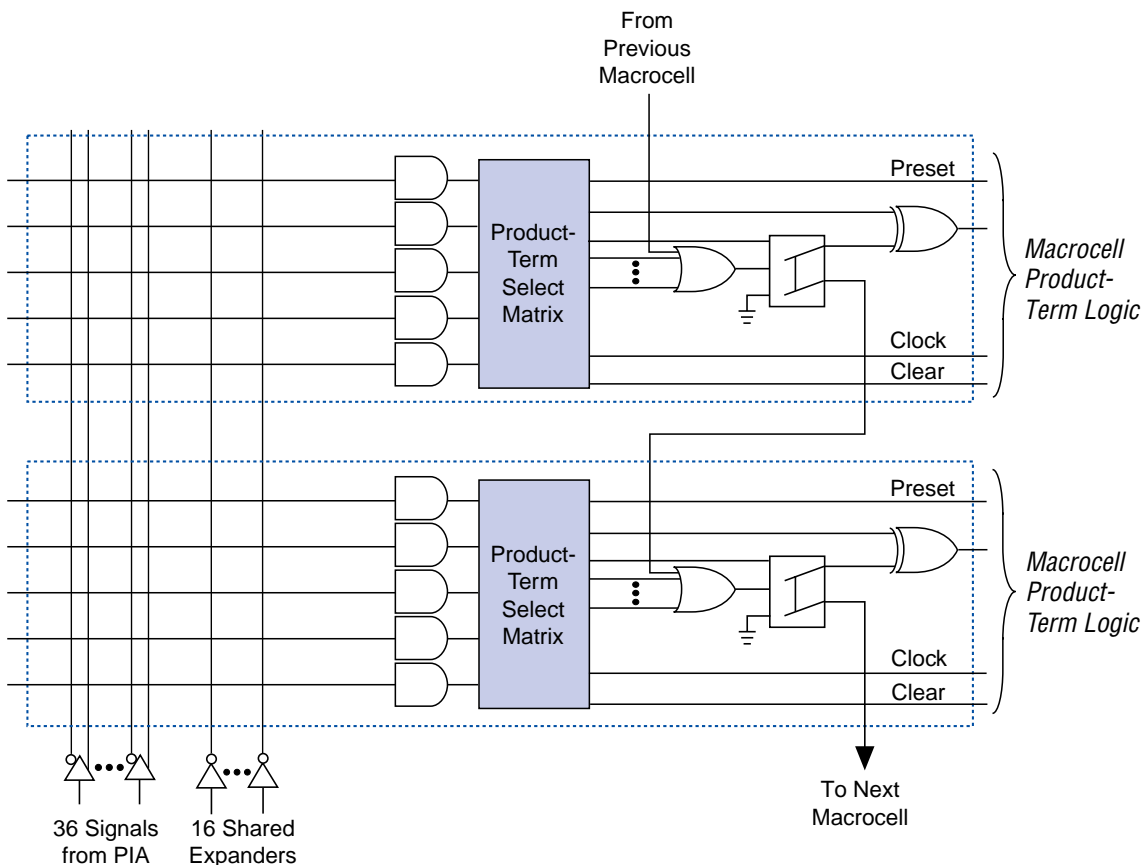 From
Previous
Macrocell
Preset
Product-
Term
Select
Matrix
Macrocell
Product-
Term Logic
Clock
Clear
Preset
Product-
Term
Select
Matrix
Macrocell
Product-
Term Logic
Clock
Clear
To Next
Macrocell
36 Signals
from PIA
16 Shared
Expanders